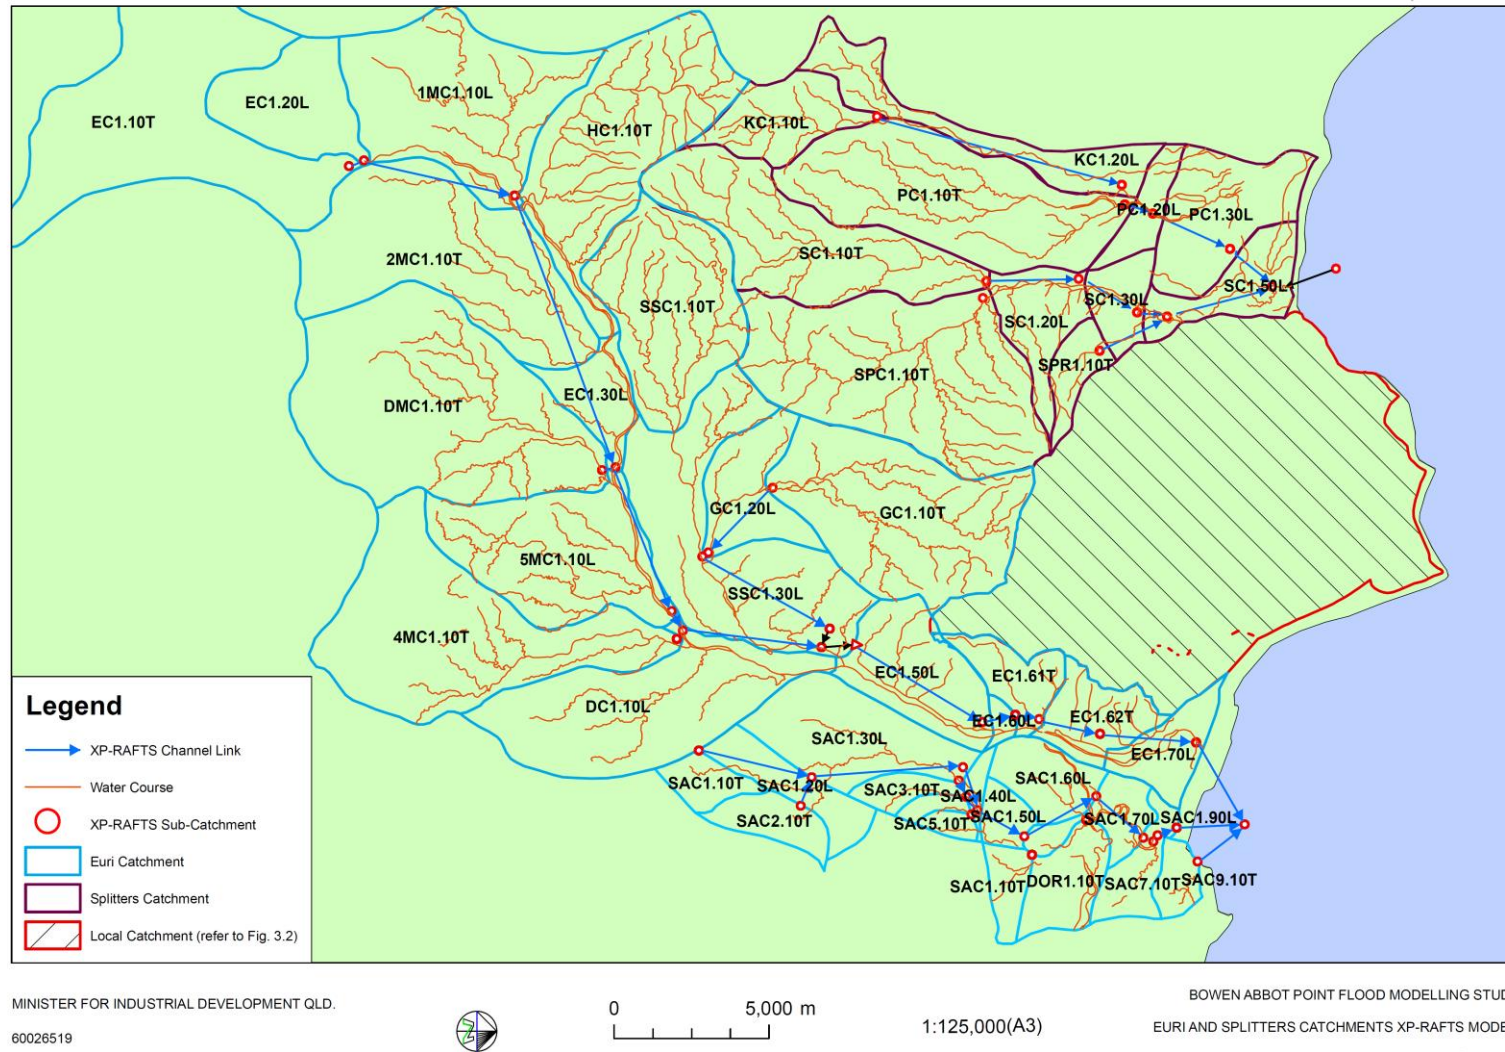 EC1.10T
EC1.20L
1MC1.10L
HC1.10T
KC1.10L
KC1.20L
PC1.10T
PC1.20L
PC1.30L
2MC1.10T
SSC1.10T
SC1.10T
SC1.50L
SC1.30L
SC1.20L
SPR1.10T
SPC1.10T
EC1.30L
DMC1.10T
GC1.20L
GC1.10T
5MC1.10L
SSC1.30L
4MC1.10T
EC1.50L
EC1.61T
DC1.10L
EC1.60L
EC1.62T
EC1.70L
SAC1.30L
SAC1.10T
SAC1.20L
SAC3.10T
SAC1.40L
SAC1.60L
SAC2.10T
SAC5.10T
SAC1.50L
SAC1.70L
SAC1.90L
SAC1.10T
DOR1.10T
SAC7.10T
SAC9.10T
Legend
XP-RAFTS Channel Link
Water Course
XP-RAFTS Sub-Catchment
Euri Catchment
Splitters Catchment
Local Catchment (refer to Fig. 3.2)
MINISTER FOR INDUSTRIAL DEVELOPMENT QLD.
60026519
0 5,000 m
1:125,000(A3)
BOWEN ABBOT POINT FLOOD MODELLING STUD
EURI AND SPLITTERS CATCHMENTS XP-RAFTS MODE